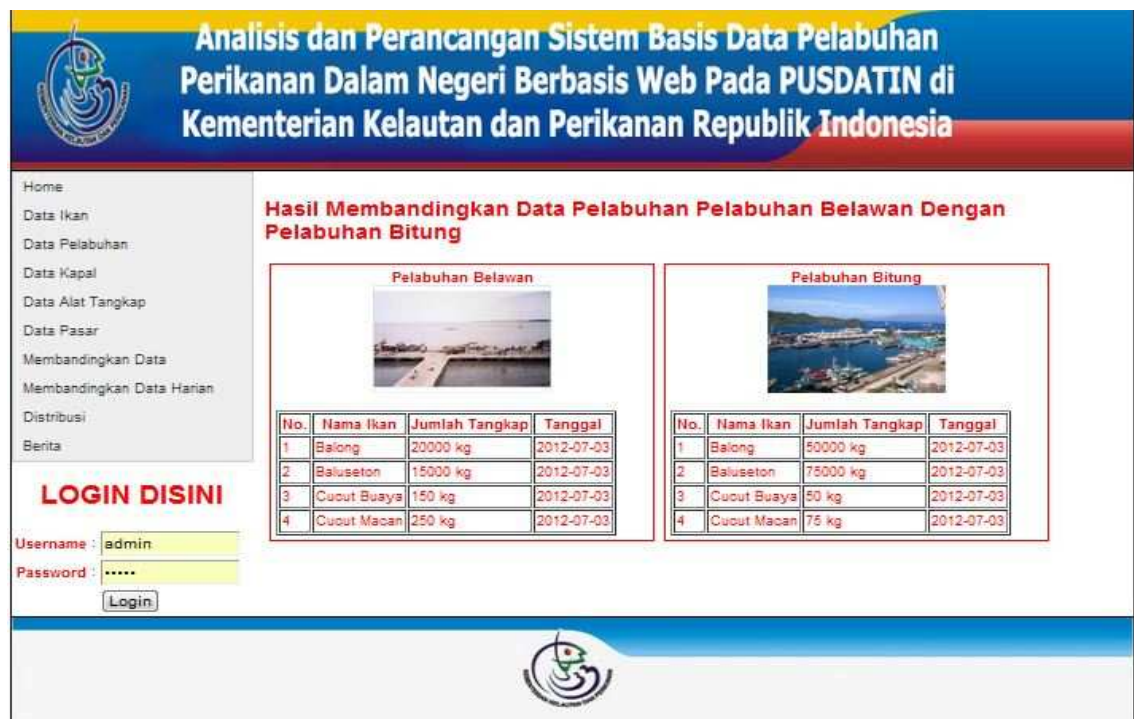 Analisis dan Perancangan Sistem Basis Data Pelabuhan
Perikanan Dalam Negeri Berbasis Web Pada PUSDATIN di
Kementerian Kelautan dan Perikanan Republik Indonesia
Home
Data Ikan
Data Pelabuhan
Data Kapal
Data Alat Tangkap
Data Pasar
Membandingkan Data
Membandingkan Data Harian
Distribusi
Berita
LOGIN DISINI
Username : admin
Password : •••••
Login
Hasil Membandingkan Data Pelabuhan Pelabuhan Belawan Dengan
Pelabuhan Bitung
Pelabuhan Belawan
No. Nama Ikan Jumlah Tangkap Tanggal
1 Balong 20000 kg 2012-07-03
2 Baluseton 15000 kg 2012-07-03
3 Cucut Buaya 150 kg 2012-07-03
4 Cucut Macan 250 kg 2012-07-03
Pelabuhan Bitung
No. Nama Ikan Jumlah Tangkap Tanggal
1 Balong 50000 kg 2012-07-03
2 Baluseton 75000 kg 2012-07-03
3 Cucut Buaya 50 kg 2012-07-03
4 Cucut Macan 75 kg 2012-07-03